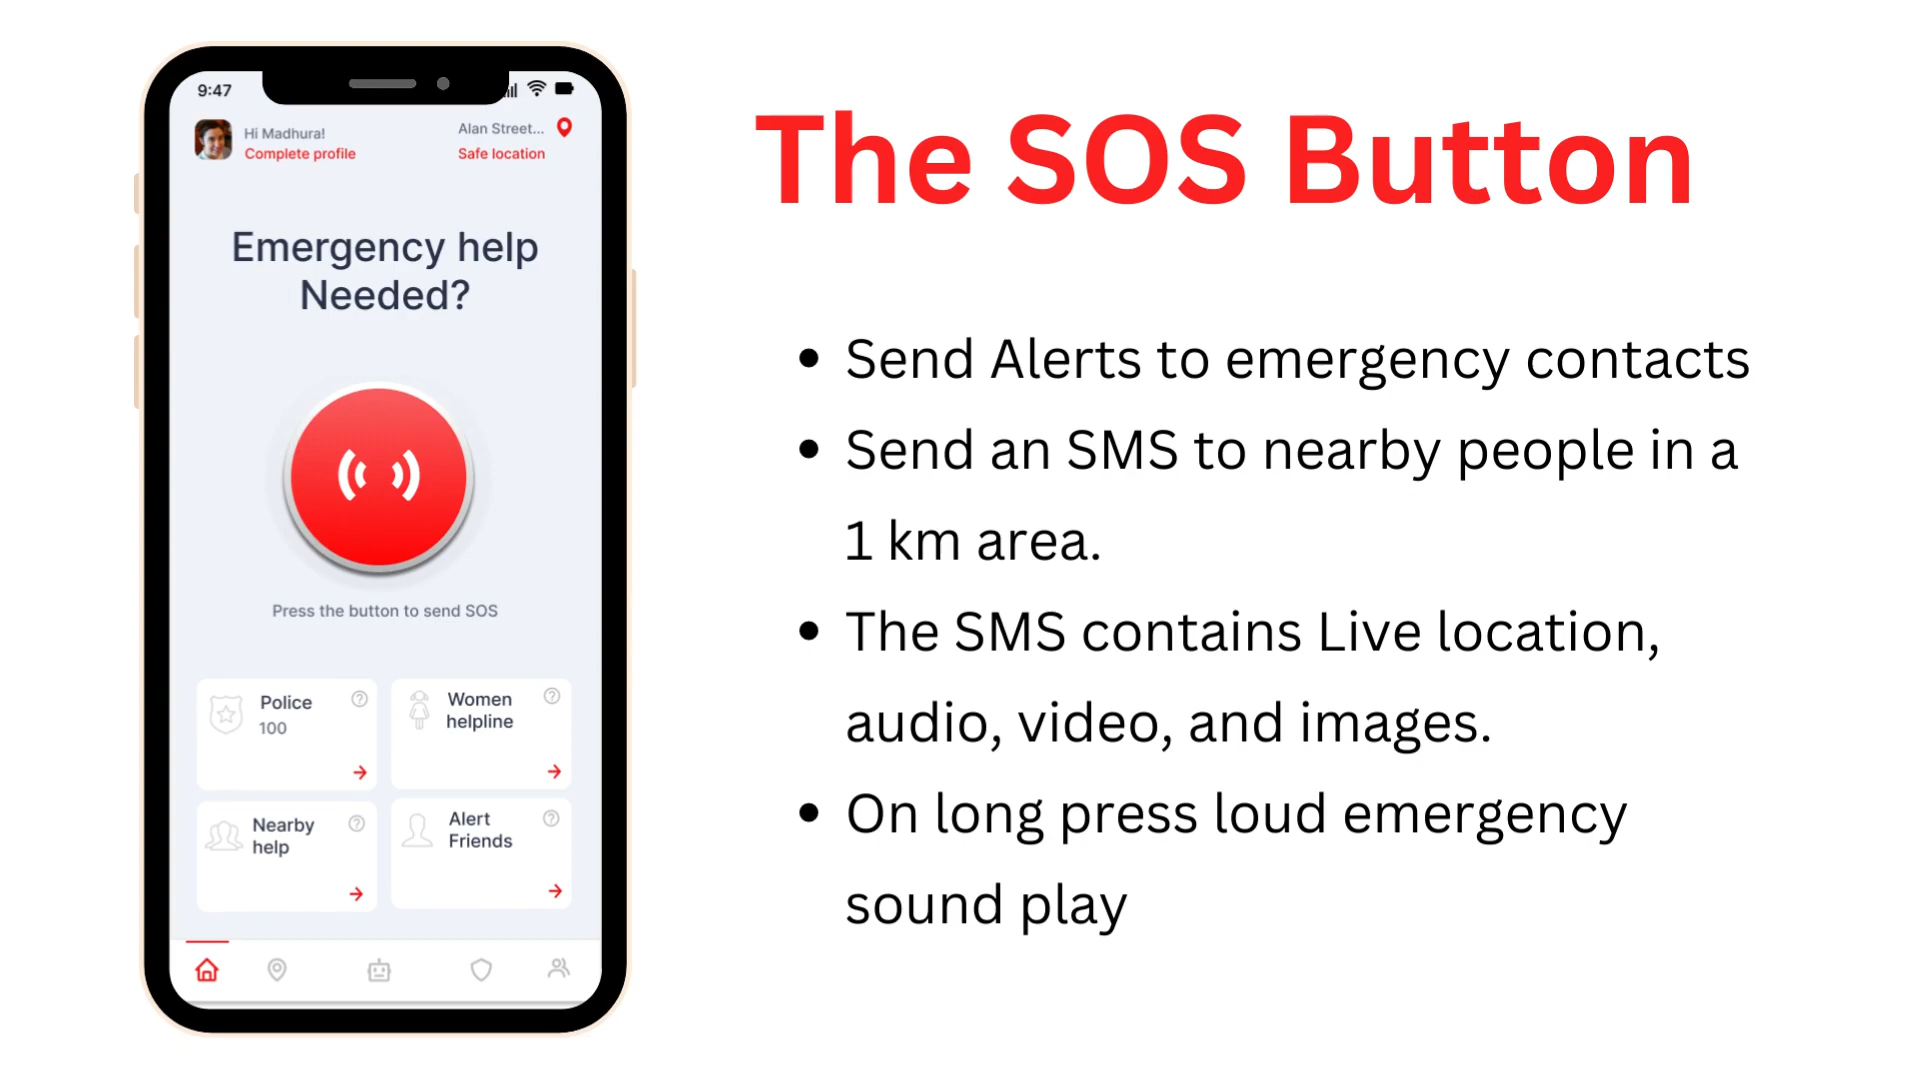 9:47
Hi Madhura!
Complete profile
Alan Street...
Safe location
Emergency help
Needed?
Press the button to send SOS
Police
100
Women
helpline
Nearby
help
Alert
Friends
The SOS Button
• Send Alerts to emergency contacts
• Send an SMS to nearby people in a
1 km area.
• The SMS contains Live location,
audio, video, and images.
• On long press loud emergency
sound play